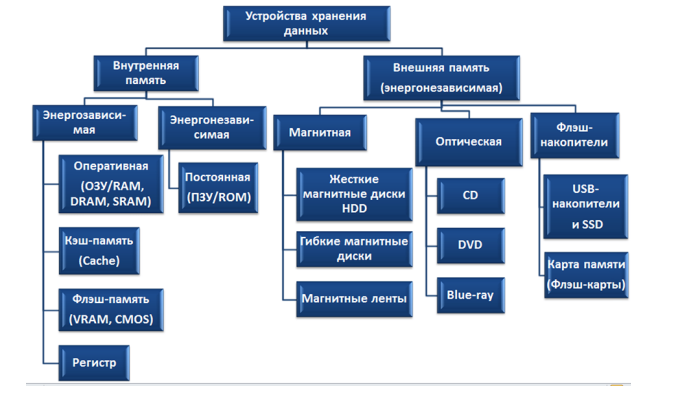 Устройства хранения
данных
Внутренняя
память
Внешняя память
(энергонезависимая)
Энергозависи-
мая
Энергонезави-
симая
Магнитная
Оптическая
Флэш-
накопители
Оперативная
(ОЗУ/RAM,
DRAM, SRAM)
Кэш-память
(Cache)
Флэш-память
(VRAM, CMOS)
Регистр
Постоянная
(ПЗУ/ROM)
Жесткие
магнитные диски
HDD
Гибкие магнитные
диски
Магнитные ленты
CD
DVD
Blue-ray
USB-
накопители
и SSD
Карта памяти
(Флэш-карты)